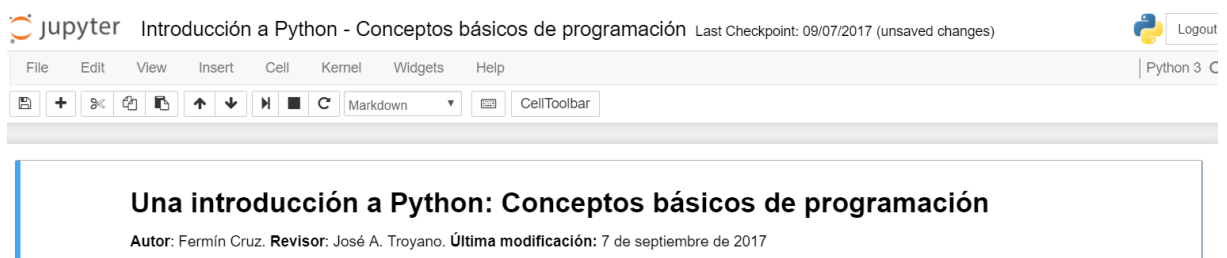 jupyter Introducción a Python - Conceptos básicos de programación Last Checkpoint: 09/07/2017 (unsaved changes) Logout
File Edit View Insert Cell Kernel Widgets Help Python 3
Markdown CellToolbar
Una introducción a Python: Conceptos básicos de programación
Autor: Fermín Cruz. Revisor: José A. Troyano. Última modificación: 7 de septiembre de 2017